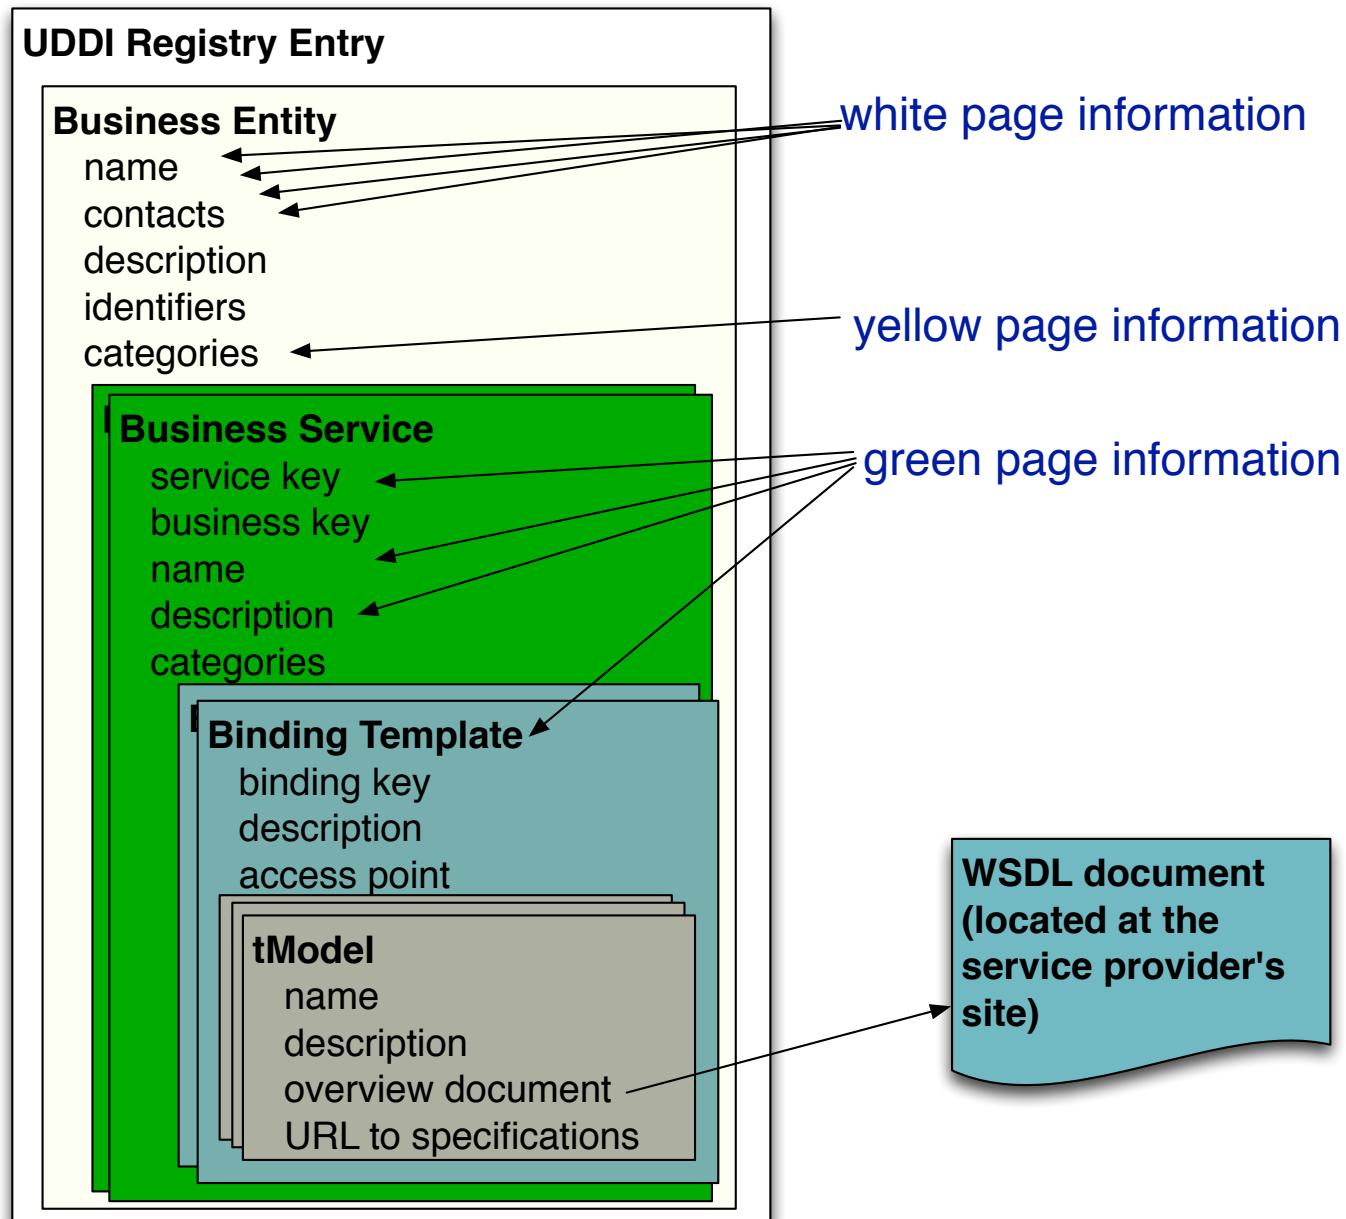 UDDI Registry Entry
Business Entity
name
contacts
description
identifiers
categories
Business Service
service key
business key
name
description
categories
Binding Template
binding key
description
access point
tModel
name
description
overview document
URL to specifications
white page information
yellow page information
green page information
WSDL document
(located at the
service provider's
site)